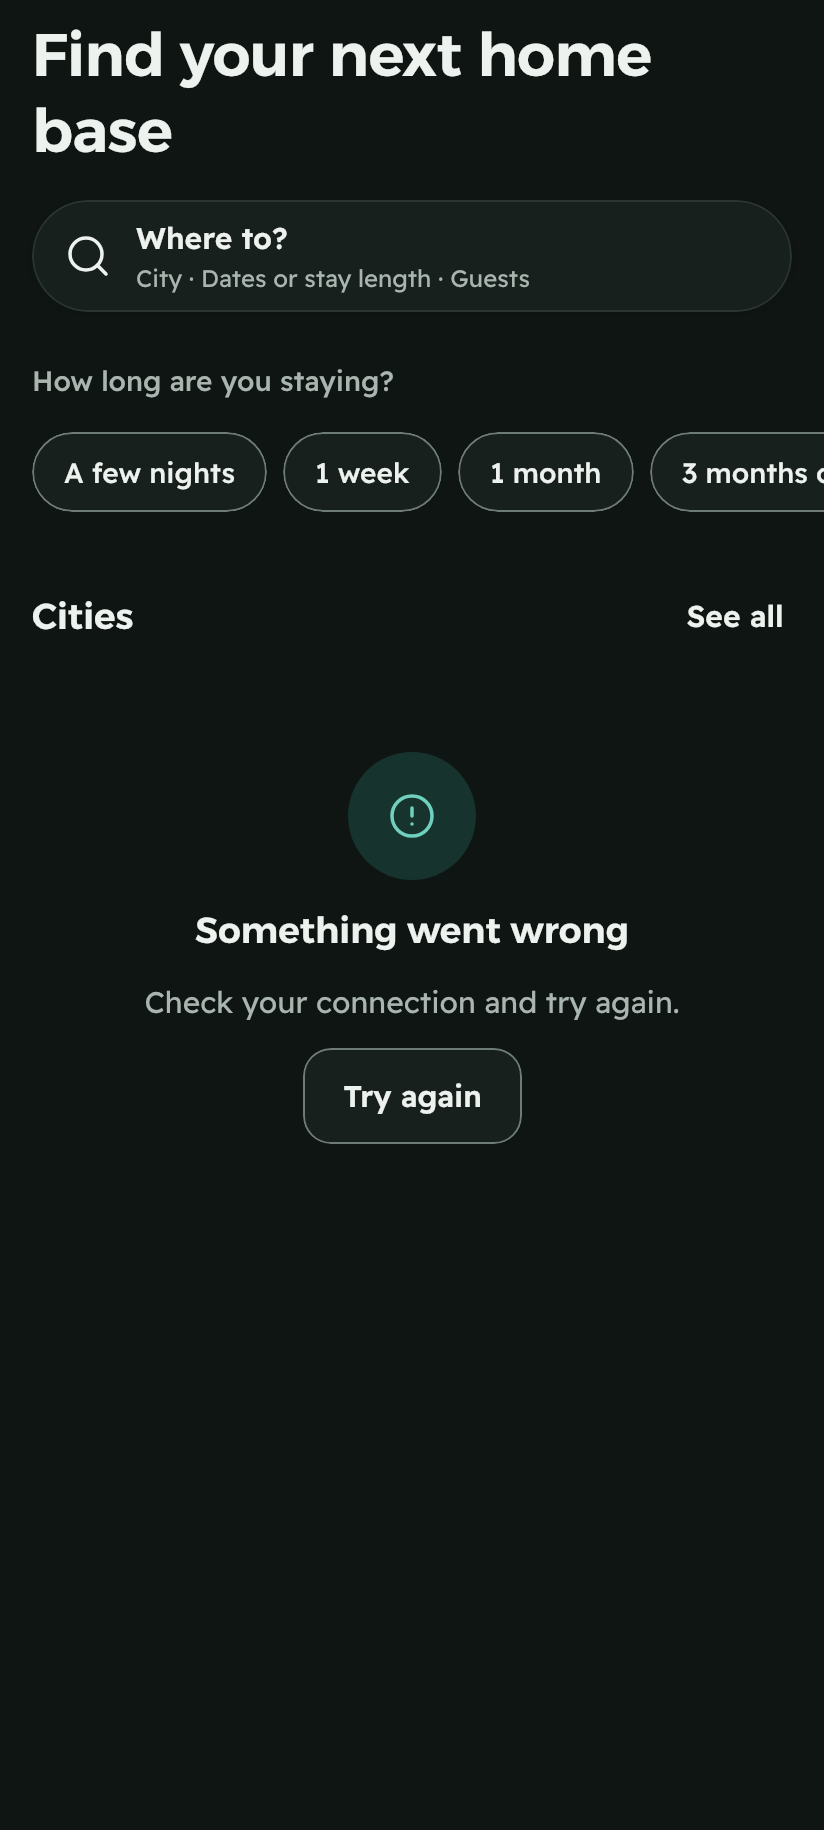 Find your next home
base
Where to?
City · Dates or stay length · Guests
How long are you staying?
A few nights
1 week
1 month
3 months
Cities
See all
Something went wrong
Check your connection and try again.
Try again